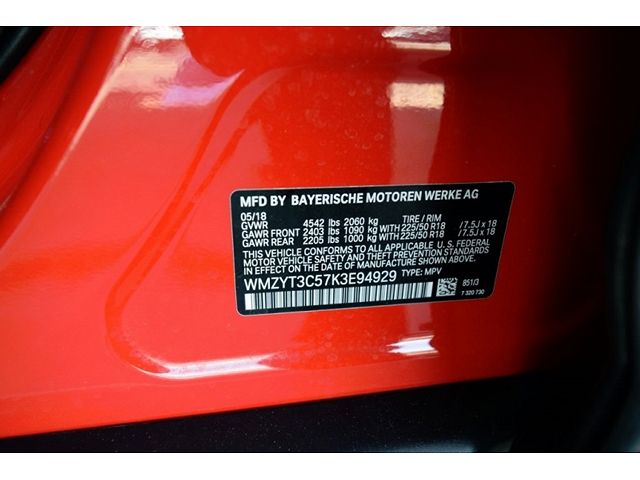 MFD BY BAYERISCHE MOTOREN WERKE AG
05/18
GVWR 4542 lbs 2060 kg TIRE / RIM
GAWR FRONT 2403 lbs 1090 kg WITH 225/50 R18 / 7.5J x 18
GAWR REAR 2205 lbs 1000 kg WITH 225/50 R18 / 7.5J x 18
THIS VEHICLE CONFORMS TO ALL APPLICABLE U.S. FEDERAL
MOTOR VEHICLE SAFETY STANDARDS IN EFFECT ON THE DATE
OF MANUFACTURE SHOWN ABOVE.
WMZYT3C57K3E94929 TYPE: MPV
851/3
7 320 730